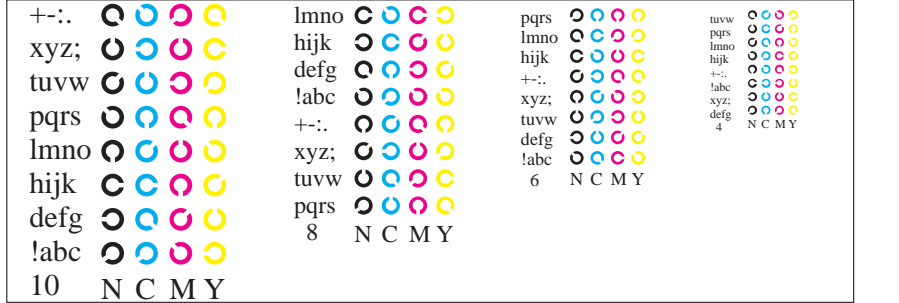 +-:.
xyz;
tuvw
pqrs
lmno
hijk
defg
!abc
10 N C M Y
lmno
hijk
defg
!abc
+-:.
xyz;
tuvw
pqrs
8 N C M Y
pqrs
lmno
hijk
+-:.
xyz;
tuvw
defg
!abc
6 N C M Y
tuvw
pqrs
lmno
hijk
+-:.
!abc
xyz;
defg
4 N C M Y